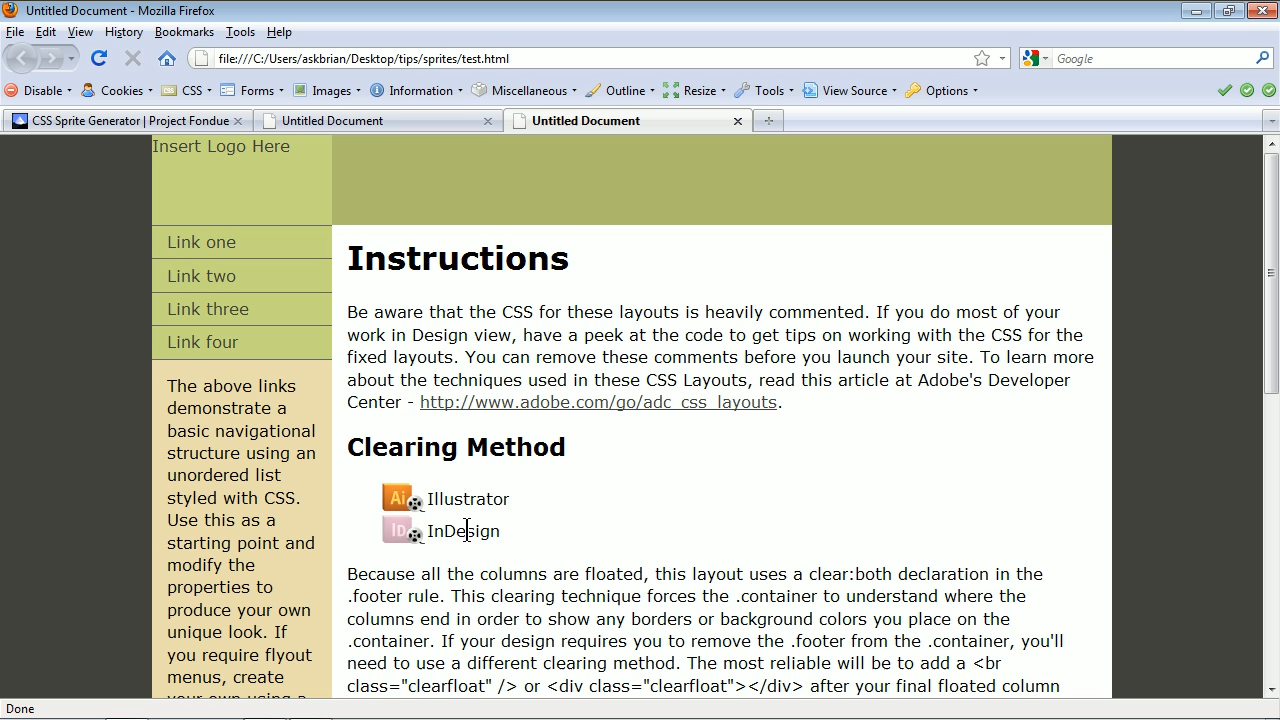 Untitled Document - Mozilla Firefox
File Edit View History Bookmarks Tools Help
file:///C:/Users/askbrian/Desktop/tips/sprites/test.html
Google
Disable Cookies CSS CSS Forms Images Information Miscellaneous Outline Resize Tools View Source Options
CSS Sprite Generator | Project Fondue
Untitled Document
Untitled Document
Insert Logo Here
Link one
Link two
Link three
Link four
The above links
demonstrate a
basic navigational
structure using an
unordered list
styled with CSS.
Use this as a
starting point and
modify the
properties to
produce your own
unique look. If
you require flyout
menus, create
your own using a
Instructions
Be aware that the CSS for these layouts is heavily commented. If you do most of your
work in Design view, have a peek at the code to get tips on working with the CSS for the
fixed layouts. You can remove these comments before you launch your site. To learn more
about the techniques used in these CSS Layouts, read this article at Adobe's Developer
Center - http://www.adobe.com/go/adc_css_layouts.
Clearing Method
Ai Illustrator
ID InDesign
Because all the columns are floated, this layout uses a clear:both declaration in the
.footer rule. This clearing technique forces the .container to understand where the
columns end in order to show any borders or background colors you place on the
.container. If your design requires you to remove the .footer from the .container, you'll
need to use a different clearing method. The most reliable will be to add a <br
class="clearfloat" /> or <div class="clearfloat"></div> after your final floated column
Done